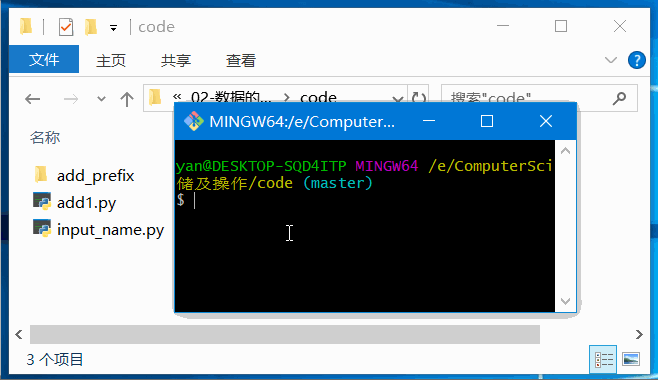 code
文件 主页 共享 查看
« 02-数据的... code 搜索"code"
MINGW64:/e/Computer...
名称
add_prefix
add1.py
input_name.py
yan@DESKTOP-SQD4ITP MINGW64 /e/ComputerSci
储及操作/code (master)
$
3 个项目